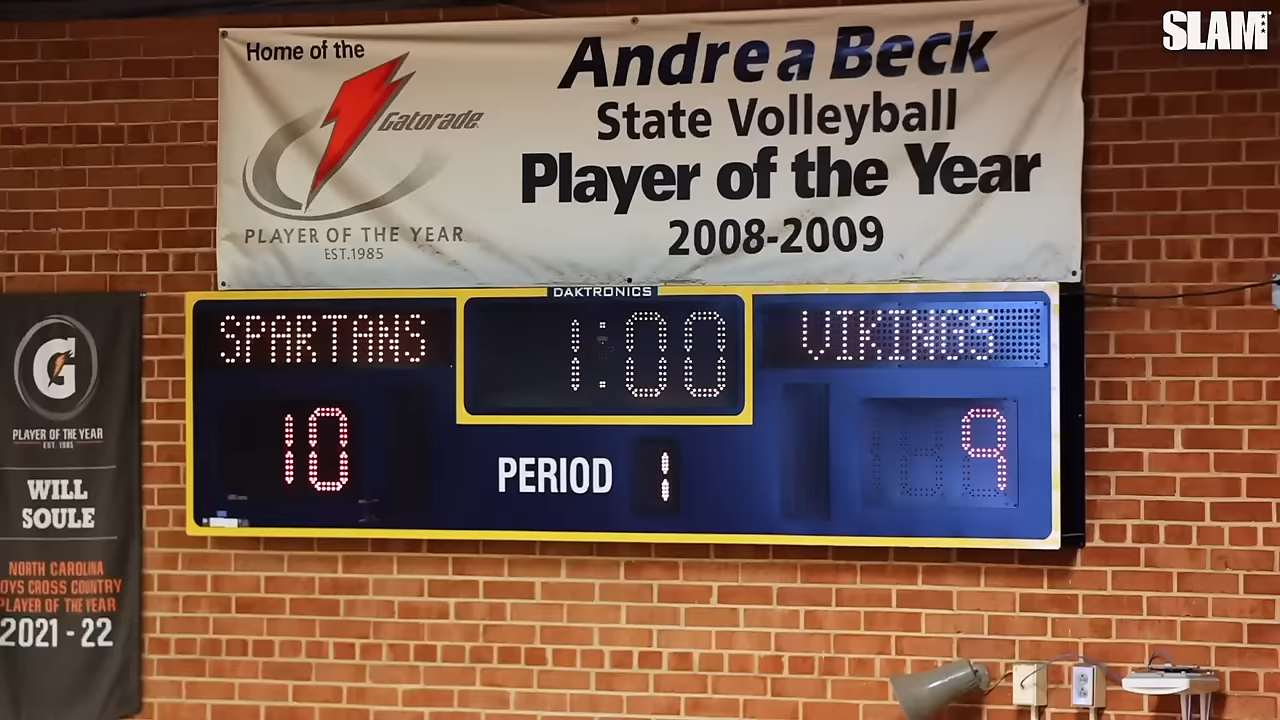 SLAM
Home of the
Gatorade
PLAYER OF THE YEAR
EST.1985
Andrea Beck
State Volleyball
Player of the Year
2008-2009
DAKTRONICS
SPARTANS
1:00
VIKINGS
10
PERIOD 1
9
G
PLAYER OF THE YEAR
EST. 1985
WILL
SOULE
NORTH CAROLINA
OYS CROSS COUNTRY
PLAYER OF THE YEAR
2021 - 22